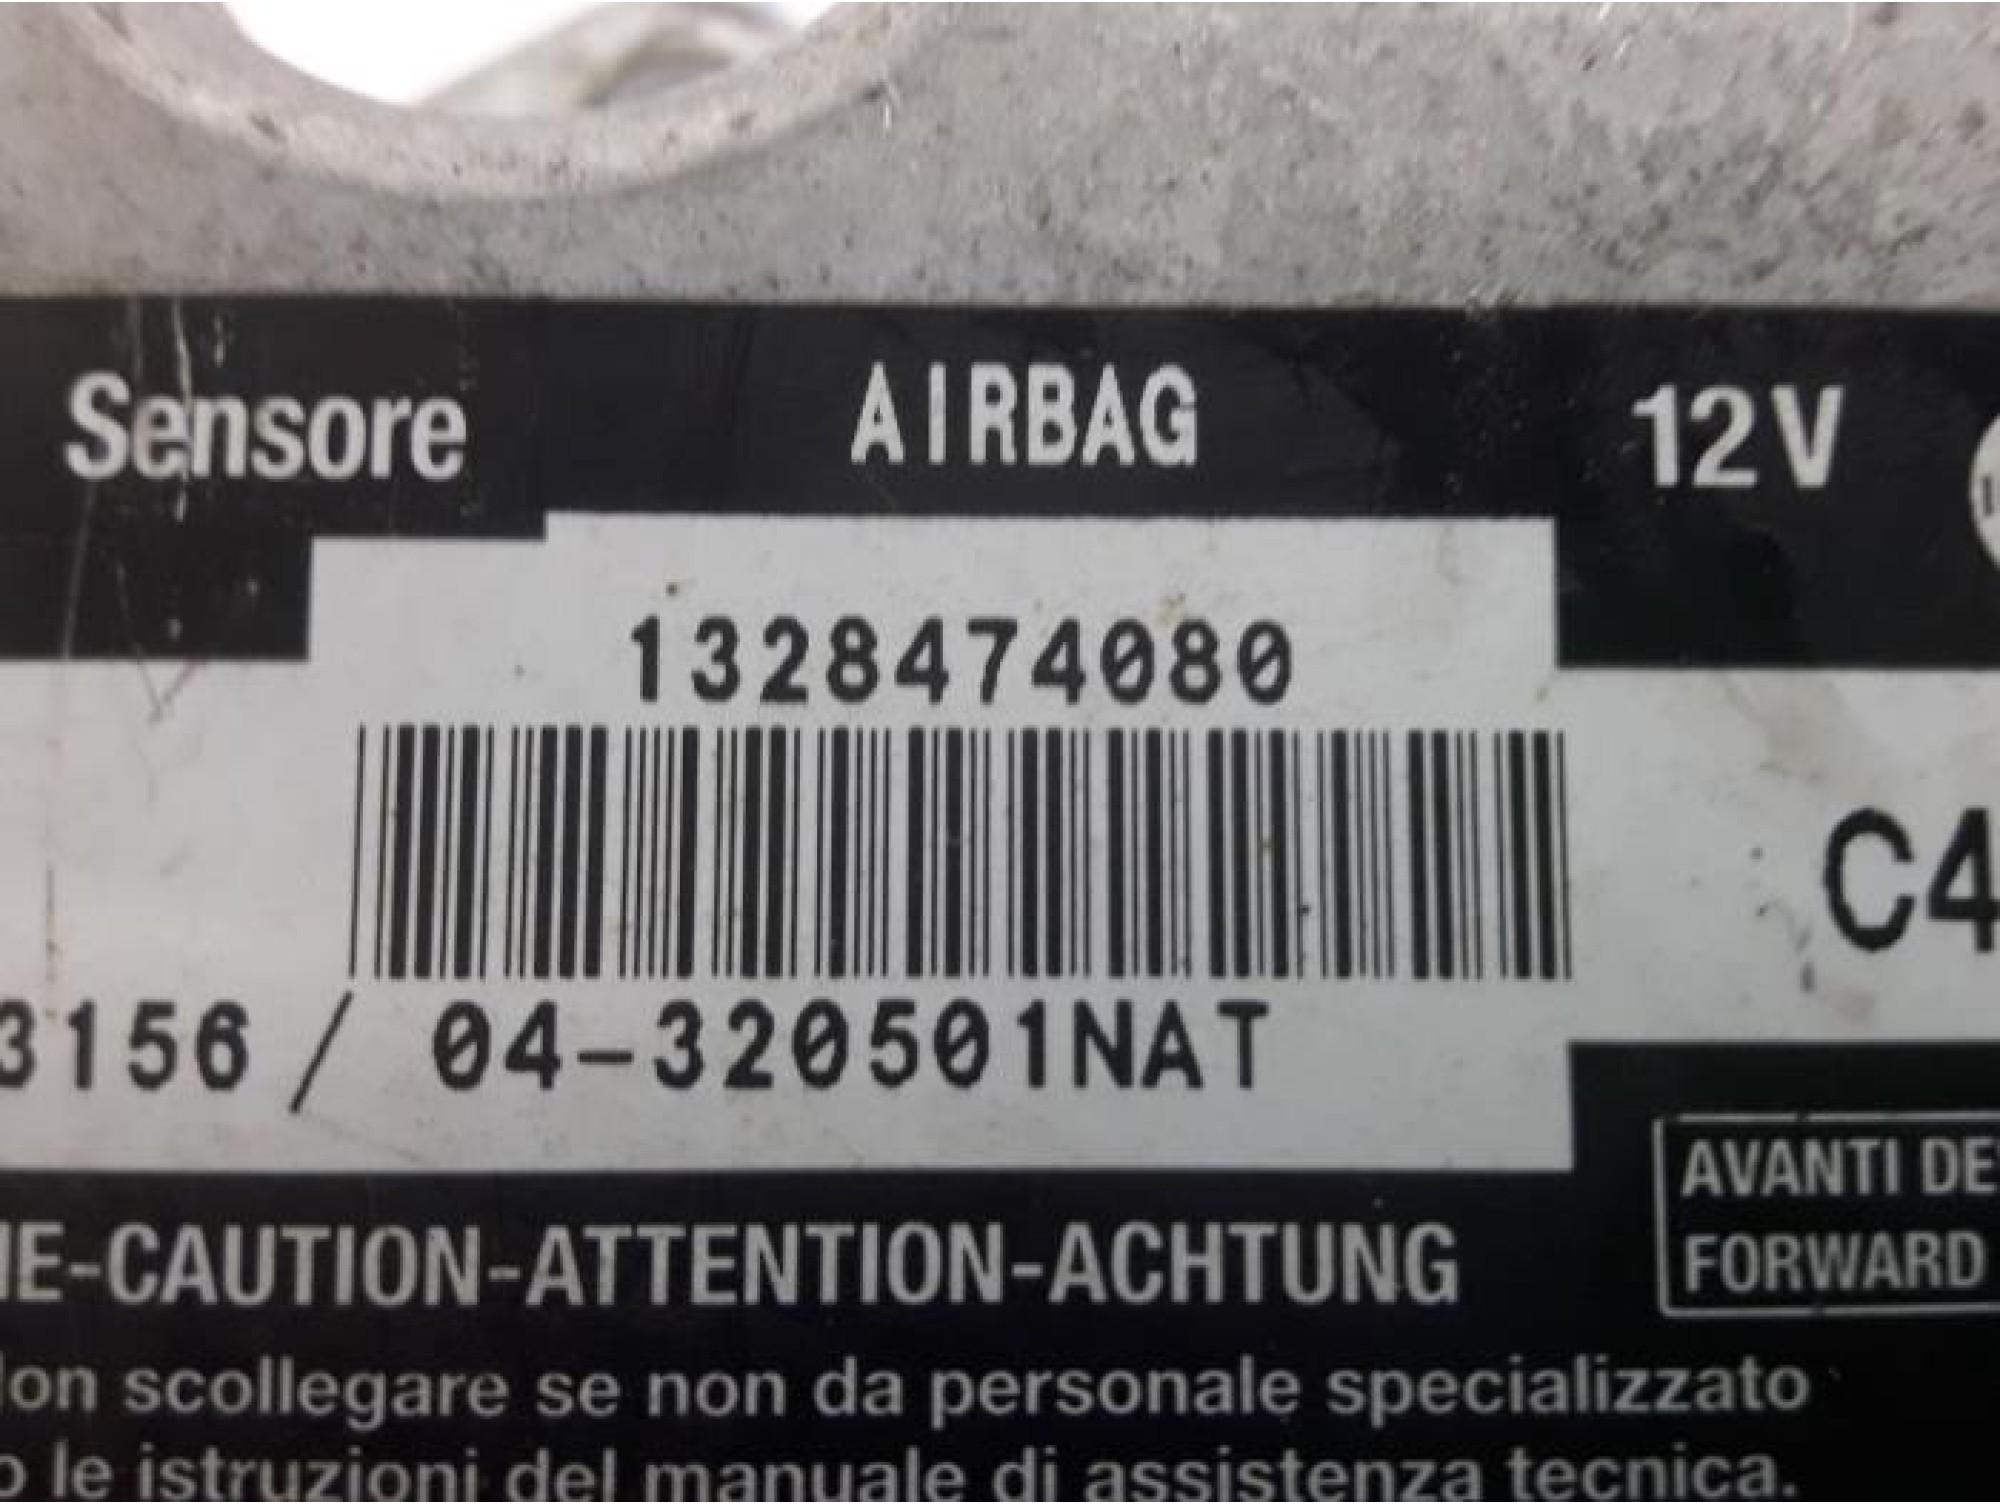 Sensore AIRBAG 12V
1328474080
C4
3156 / 04-320501NAT
AVANTI
FORWARD
-CAUTION-ATTENTION-ACHTUNG
scollegare se non da personale specializzato
le istruzioni del manuale di assistenza tecnica.